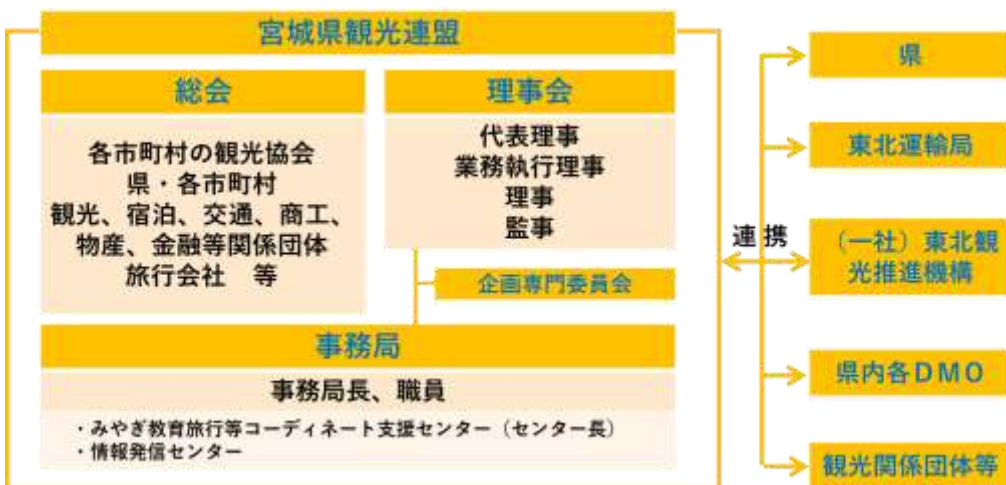 宮城県観光連盟
総会
各市町村の観光協会
県・各市町村
観光、宿泊、交通、商工、
物産、金融等関係団体
旅行会社　等
理事会
代表理事
業務執行理事
理事
監事
企画専門委員会
事務局
事務局長、職員
・みやぎ教育旅行等コーディネート支援センター（センター長）
・情報発信センター
連携
県
東北運輸局
（一社）東北観
光推進機構
県内各DMO
観光関係団体等